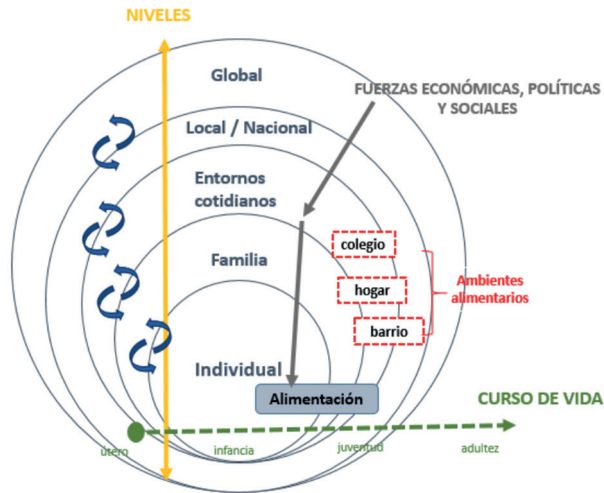 NIVELES
Global
FUERZAS ECONÓMICAS, POLÍTICAS
Y SOCIALES
Local / Nacional
Entornos
cotidianos
colegio
Familia
hogar
Ambientes
alimentarios
barrio
Individual
Alimentación
CURSO DE VIDA
útero
infancia
juventud
adultez